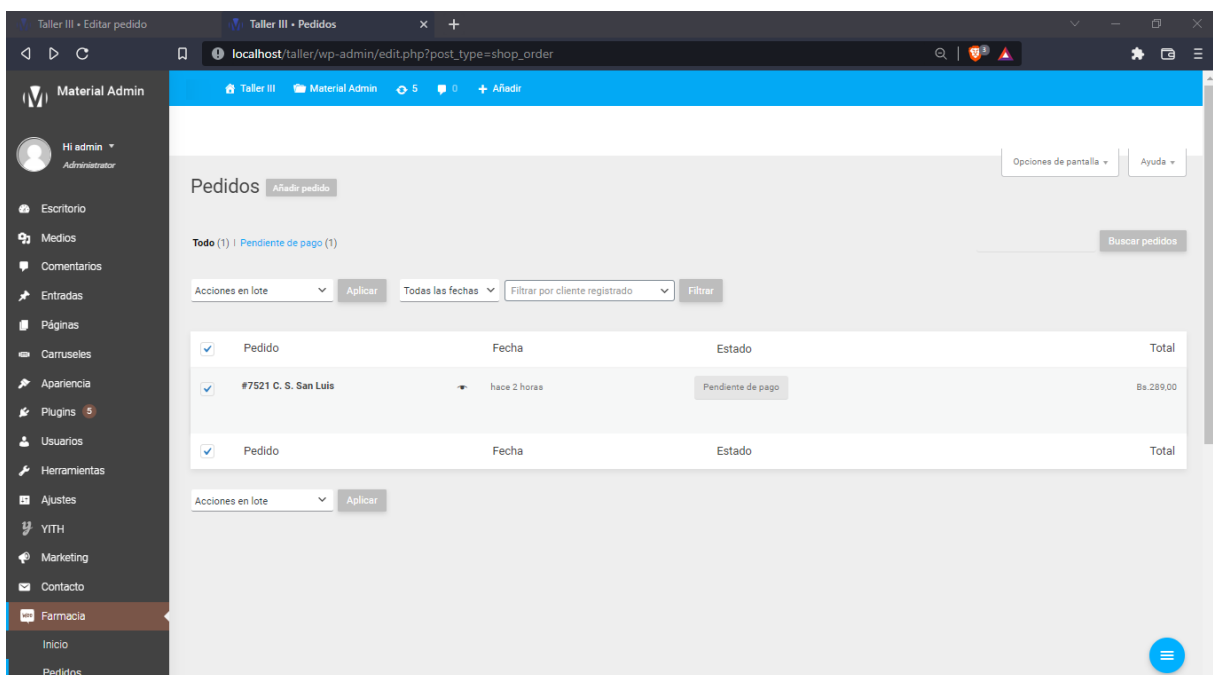 Taller III • Editar pedido
Taller III • Pedidos
localhost/taller/wp-admin/edit.php?post_type=shop_order
3
Material Admin
Taller III
Material Admin
5
0
Añadir
Hi admin
Administrator
Opciones de pantalla
Ayuda
Pedidos
Añadir pedido
Escritorio
Medios
Comentarios
Entradas
Páginas
Carruseles
Apariencia
Plugins 5
Usuarios
Herramientas
Ajustes
YITH
Marketing
Contacto
Farmacia
Inicio
Pedidos
Todo (1) | Pendiente de pago (1)
Buscar pedidos
Acciones en lote
Aplicar
Todas las fechas
Filtrar por cliente registrado
Filtrar
Pedido Fecha Estado Total
#7521 C. S. San Luis hace 2 horas Pendiente de pago Bs.289,00
Pedido Fecha Estado Total
Acciones en lote
Aplicar